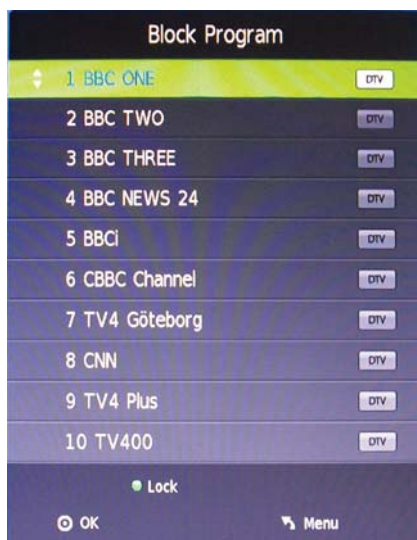 Block Program
1 BBC ONE DTV
2 BBC TWO DTV
3 BBC THREE DTV
4 BBC NEWS 24 DTV
5 BBCi DTV
6 CBBC Channel DTV
7 TV4 Göteborg DTV
8 CNN DTV
9 TV4 Plus DTV
10 TV400 DTV
Lock
OK Menu